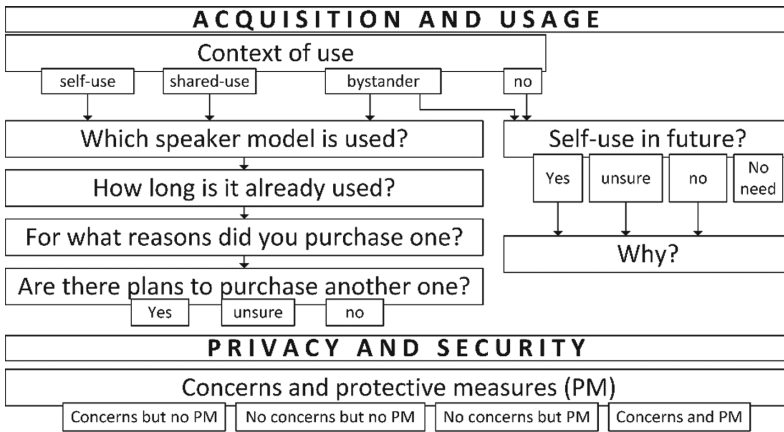 ACQUISITION AND USAGE
Context of use
self-use shared-use bystander no
Which speaker model is used?
Self-use in future?
Yes unsure no No need
How long is it already used?
For what reasons did you purchase one?
Why?
Are there plans to purchase another one?
Yes unsure no
PRIVACY AND SECURITY
Concerns and protective measures (PM)
Concerns but no PM No concerns but no PM No concerns but PM Concerns and PM